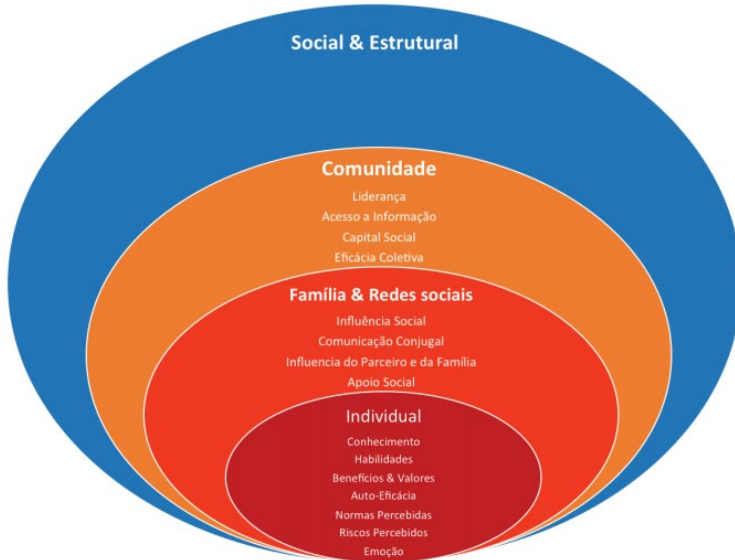 Social & Estrutural
Comunidade
Liderança
Acesso a Informação
Capital Social
Eficácia Coletiva
Família & Redes sociais
Influência Social
Comunicação Conjugal
Influencia do Parceiro e da Família
Apoio Social
Individual
Conhecimento
Habilidades
Benefícios & Valores
Auto-Eficácia
Normas Percebidas
Riscos Percebidos
Emoção